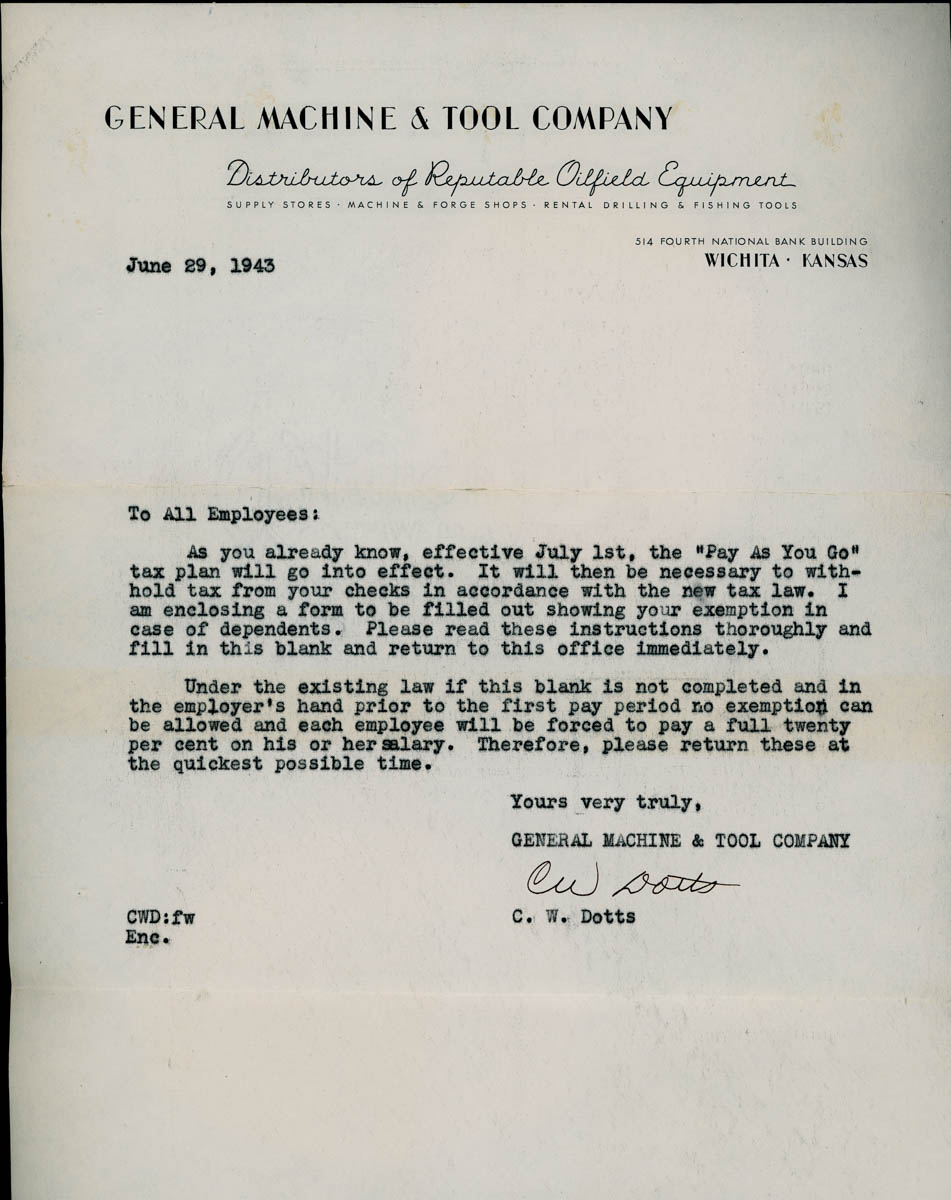 GENERAL MACHINE & TOOL COMPANY
Distributors of Reputable Oilfield Equipment
SUPPLY STORES · MACHINE & FORGE SHOPS · RENTAL DRILLING & FISHING TOOLS
514 FOURTH NATIONAL BANK BUILDING
WICHITA · KANSAS
June 29, 1943
To All Employees:
As you already know, effective July 1st, the "Pay As You Go"
tax plan will go into effect. It will then be necessary to with-
hold tax from your checks in accordance with the new tax law. I
am enclosing a form to be filled out showing your exemption in
case of dependents. Please read these instructions thoroughly and
fill in this blank and return to this office immediately.
Under the existing law if this blank is not completed and in
the employer's hand prior to the first pay period no exemption can
be allowed and each employee will be forced to pay a full twenty
per cent on his or her salary. Therefore, please return these at
the quickest possible time.
Yours very truly,
GENERAL MACHINE & TOOL COMPANY
CW Dotts
C. W. Dotts
CWD:fw
Enc.